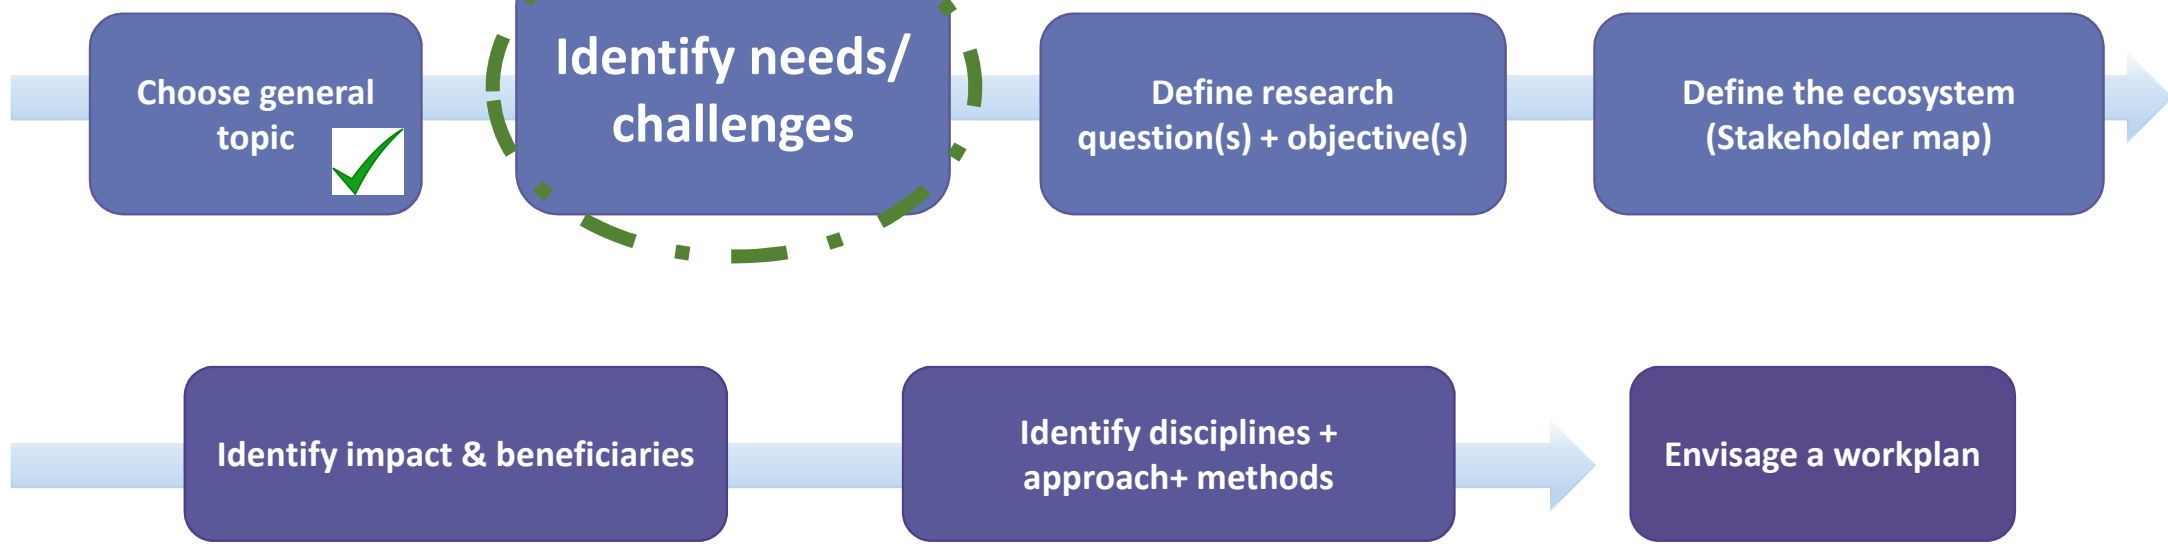 Choose general
topic
Identify needs/
challenges
Define research
question(s) + objective(s)
Define the ecosystem
(Stakeholder map)
Identify impact & beneficiaries
Identify disciplines +
approach+ methods
Envisage a workplan